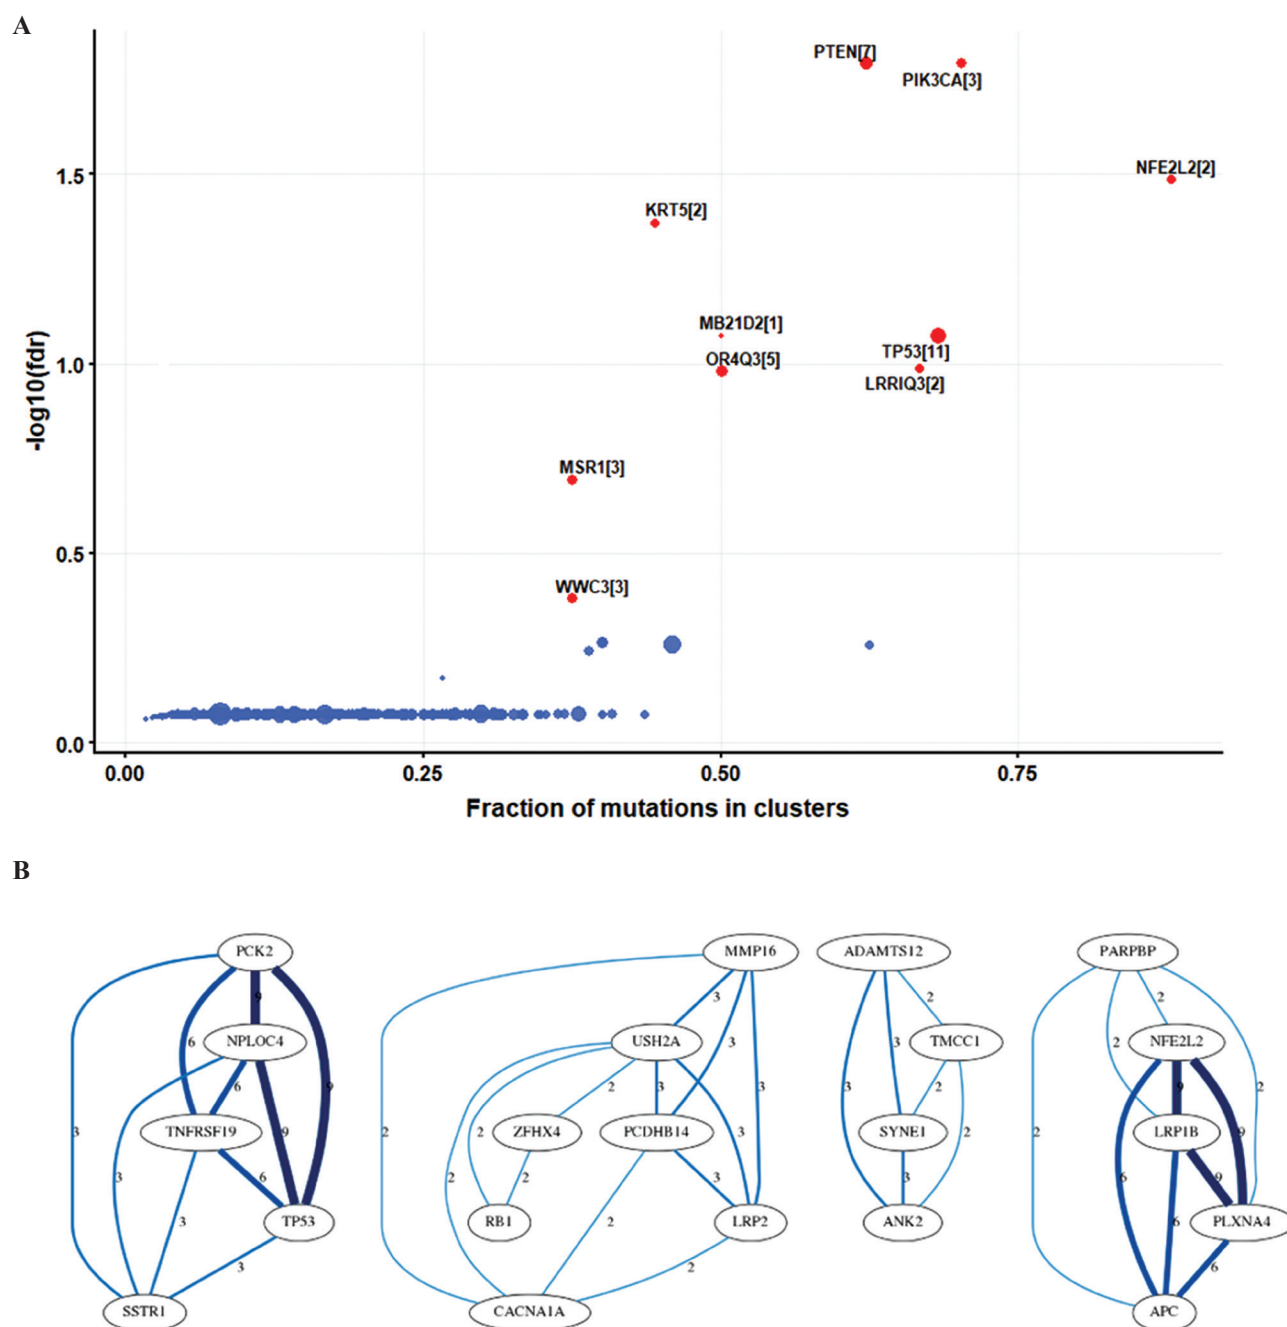 A
PTEN[7]
PIK3CA[3]
NFE2L2[2]
1.5
KRT5[2]
MB21D2[1]
TP53[11]
OR4Q3[5]
1.0
LRRIQ3[2]
-log10(fdr)
MSR1[3]
0.5
WWC3[3]
0.0
0.00 0.25 0.50 0.75
Fraction of mutations in clusters
B
PCK2 MMP16 ADAMTS12 PARPBP
9 3 2 2
NPLOC4 USH2A TMCC1 NFE2L2
6 3 3 2
6 2 3 3 3 2 9 9 2
TNFRSF19 ZFHX4 PCDHB14 SYNE1 LRP1B
3 9 2 2 3 2 2 9
3 6 2 2 3 3 6 9
TP53 RB1 LRP2 ANK2 PLXNA4
3 2 6
3 2 6
SSTR1 CACNA1A APC